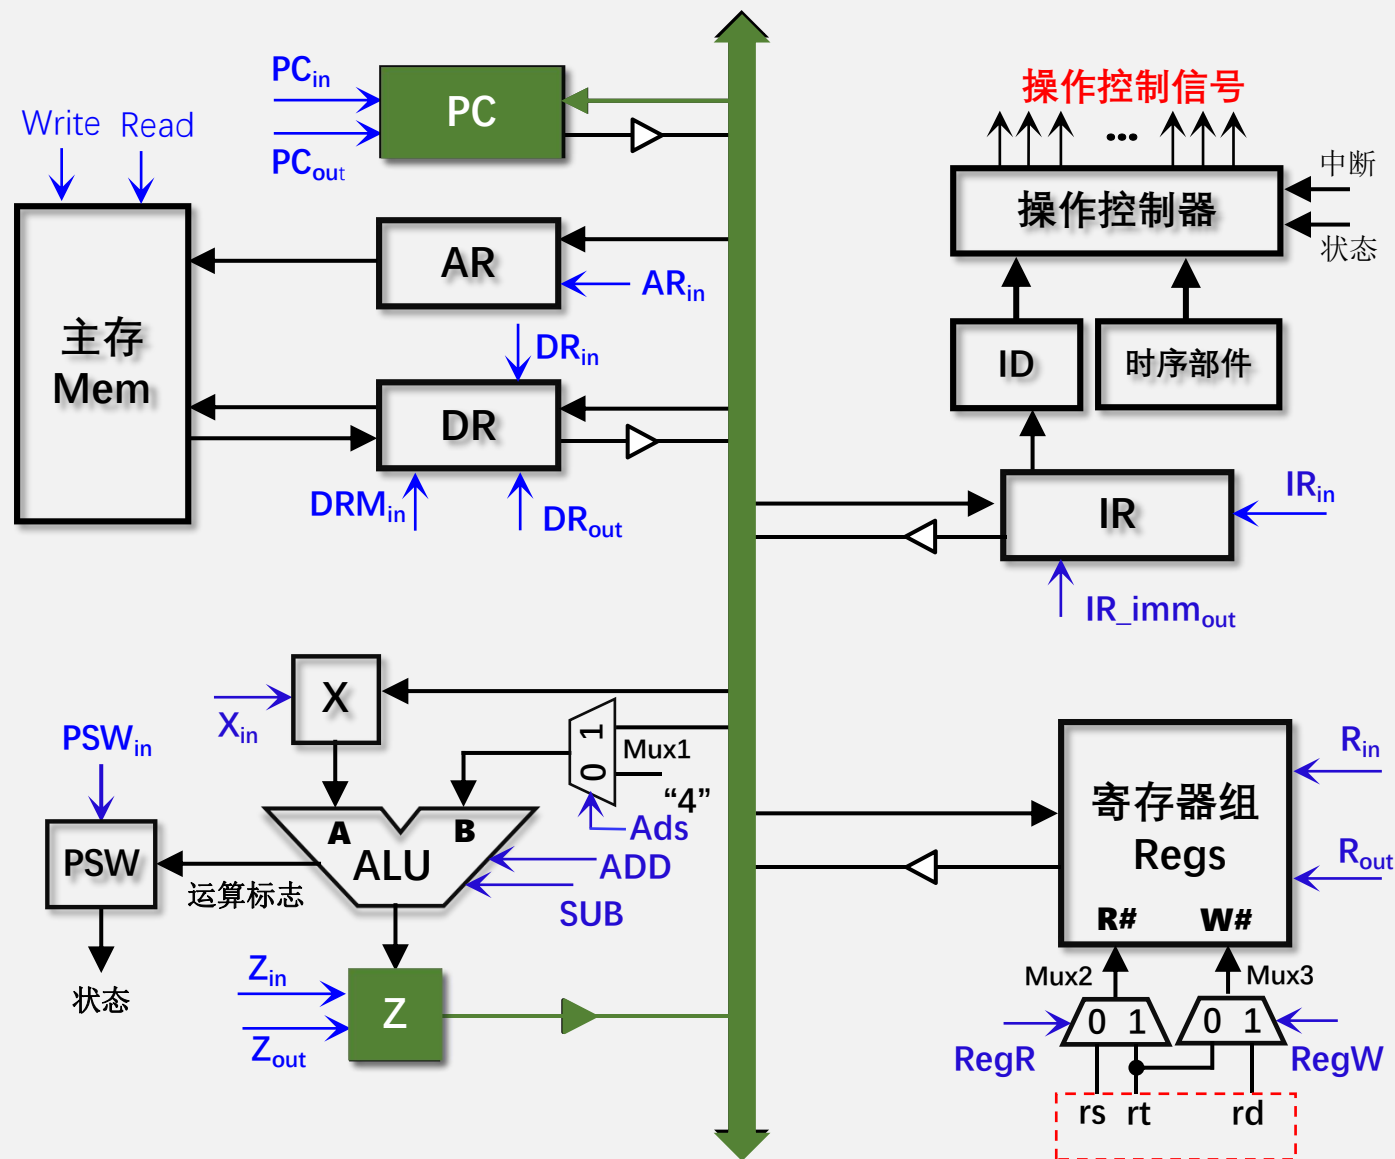 操作控制信号
PCin
PC
Write
Read
PCout
•••
中断
操作控制器
状态
AR
ARin
主存
Mem
DRin
ID
时序部件
DR
DRMin
DRout
IRin
IR
IR_immout
X
Xin
PSWin
1
Mux1
0
“4”
Rin
寄存器组
Regs
A
B
Ads
ALU
ADD
PSW
运算标志
SUB
Rout
R#
W#
Zin
Mux2
Mux3
状态
Z
0 1
0 1
Zout
RegR
RegW
rs
rt
rd